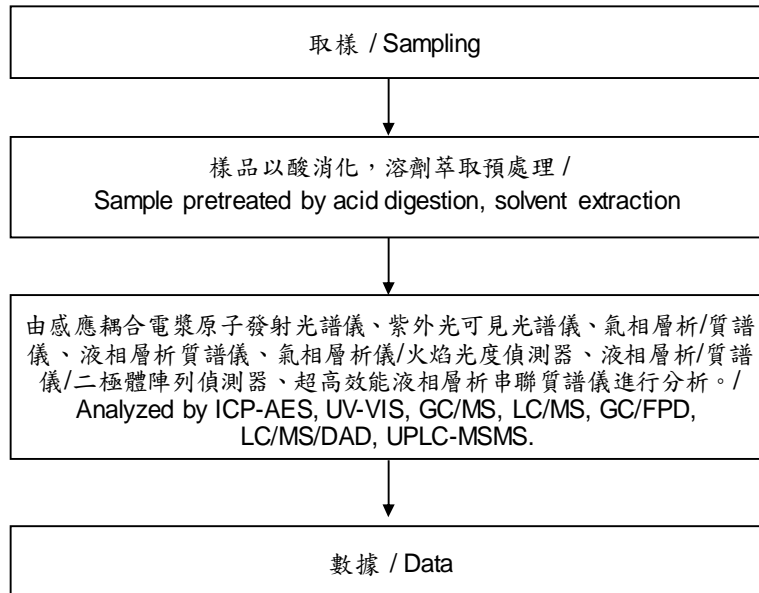 取樣 / Sampling
樣品以酸消化，溶劑萃取預處理 /
Sample pretreated by acid digestion, solvent extraction
由感應耦合電漿原子發射光譜儀、紫外光可見光譜儀、氣相層析/質譜
儀、液相層析質譜儀、氣相層析儀/火焰光度偵測器、液相層析/質譜
儀/二極體陣列偵測器、超高效能液相層析串聯質譜儀進行分析。/
Analyzed by ICP-AES, UV-VIS, GC/MS, LC/MS, GC/FPD,
LC/MS/DAD, UPLC-MSMS.
數據 / Data